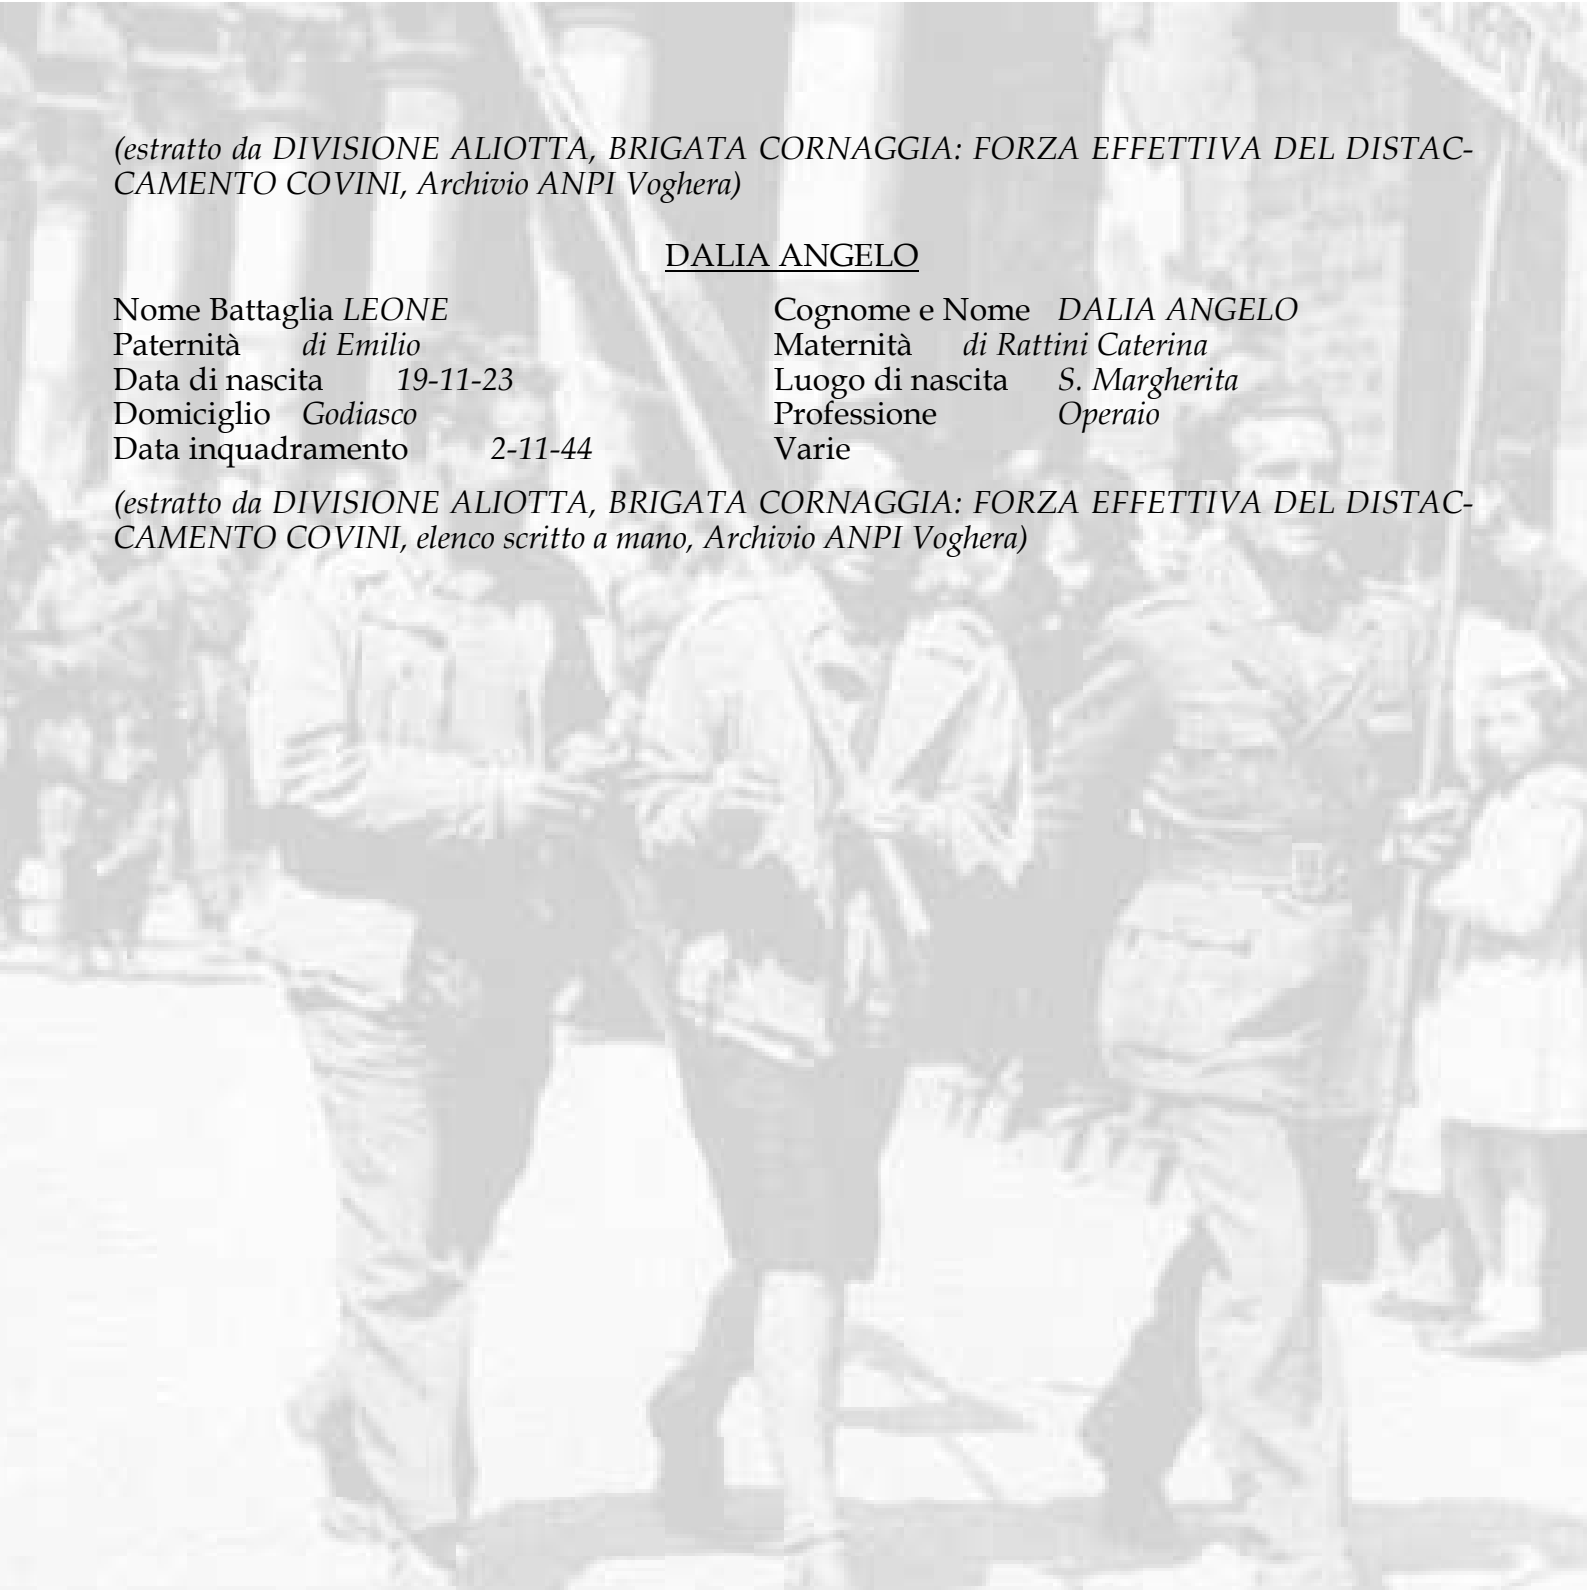 (estratto da DIVISIONE ALIOTTA, BRIGATA CORNAGGIA: FORZA EFFETTIVA DEL DISTAC-
CAMENTO COVINI, Archivio ANPI Voghera)
DALIA ANGELO
Nome Battaglia LEONE Cognome e Nome DALIA ANGELO
Paternità di Emilio Maternità di Rattini Caterina
Data di nascita 19-11-23 Luogo di nascita S. Margherita
Domiciglio Godiasco Professione Operaio
Data inquadramento 2-11-44 Varie
(estratto da DIVISIONE ALIOTTA, BRIGATA CORNAGGIA: FORZA EFFETTIVA DEL DISTAC-
CAMENTO COVINI, elenco scritto a mano, Archivio ANPI Voghera)